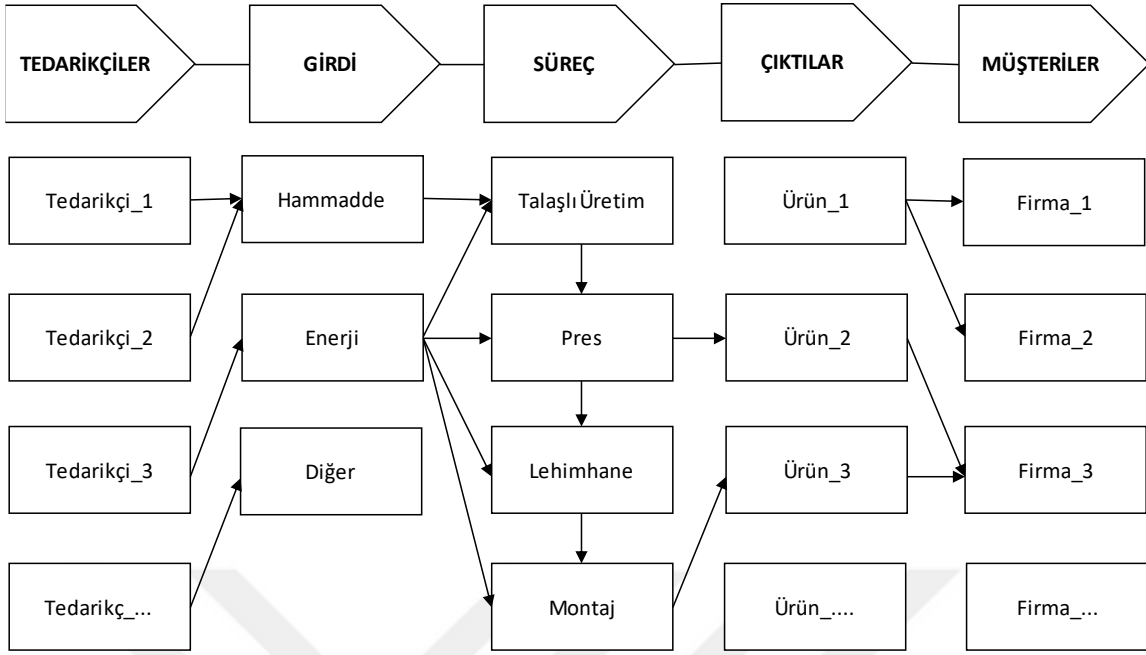 TEDARİKÇİLER
GİRDİ
SÜREÇ
ÇIKTILAR
MÜŞTERİLER
Tedarikçi_1
Hammadde
Talaşlı Üretim
Ürün_1
Firma_1
Tedarikçi_2
Enerji
Pres
Ürün_2
Firma_2
Tedarikçi_3
Diğer
Lehimhane
Ürün_3
Firma_3
Tedarikç_...
Montaj
Ürün_....
Firma_...